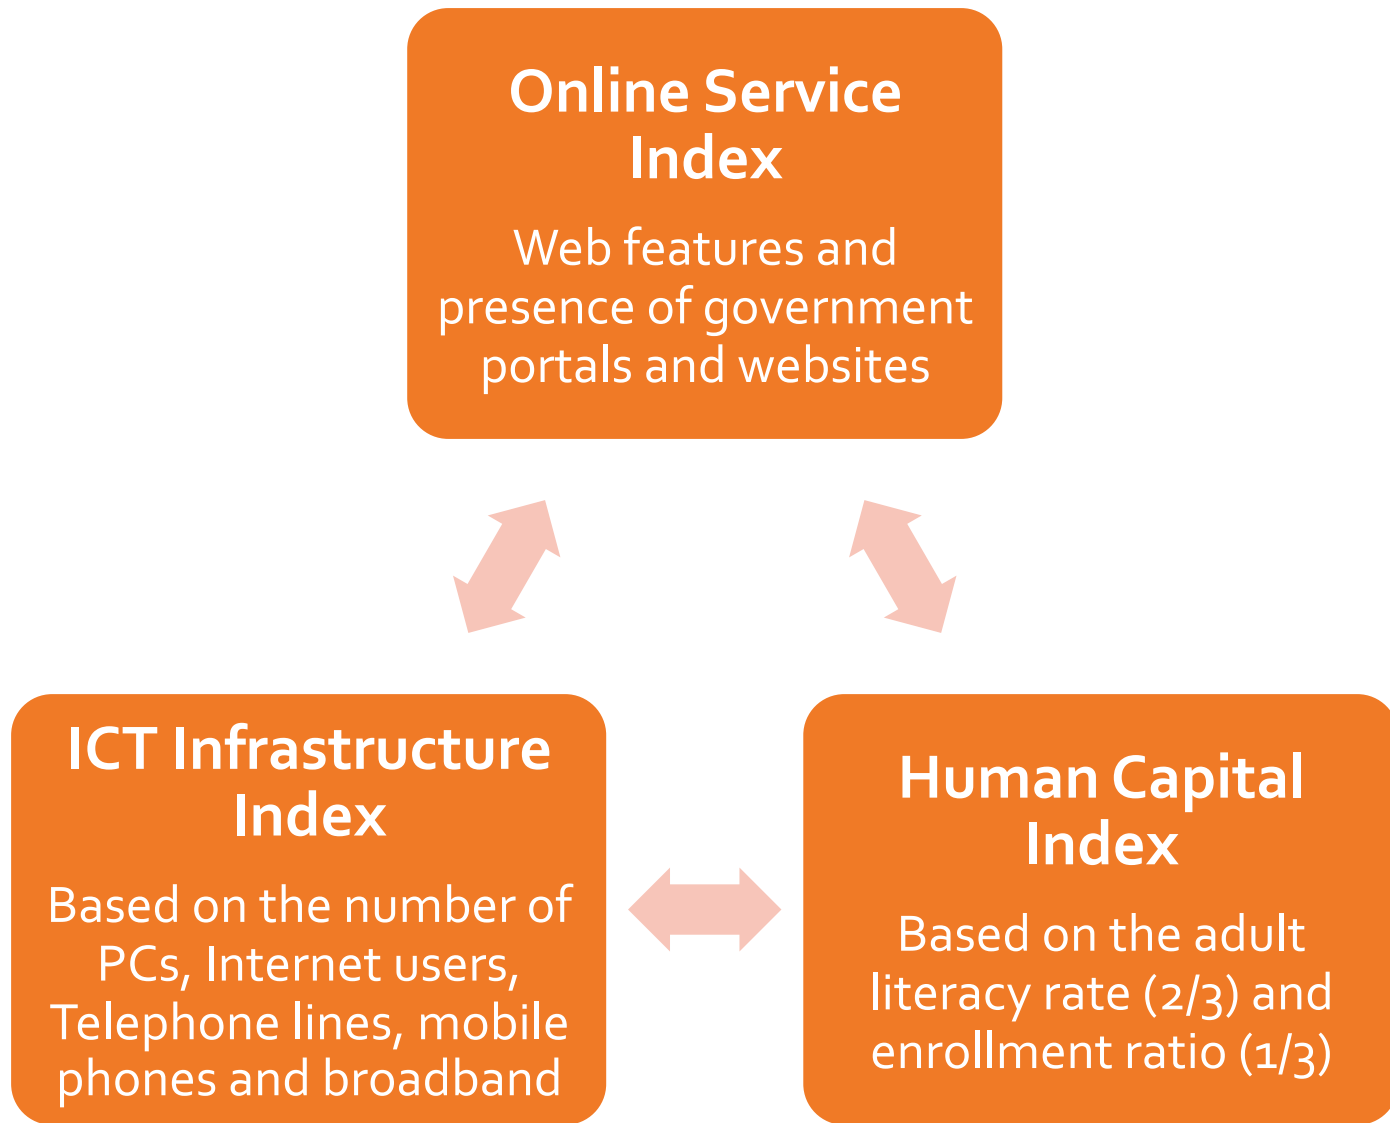 Online Service
Index
Web features and
presence of government
portals and websites
ICT Infrastructure
Index
Based on the number of
PCs, Internet users,
Telephone lines, mobile
phones and broadband
Human Capital
Index
Based on the adult
literacy rate (2/3) and
enrollment ratio (1/3)